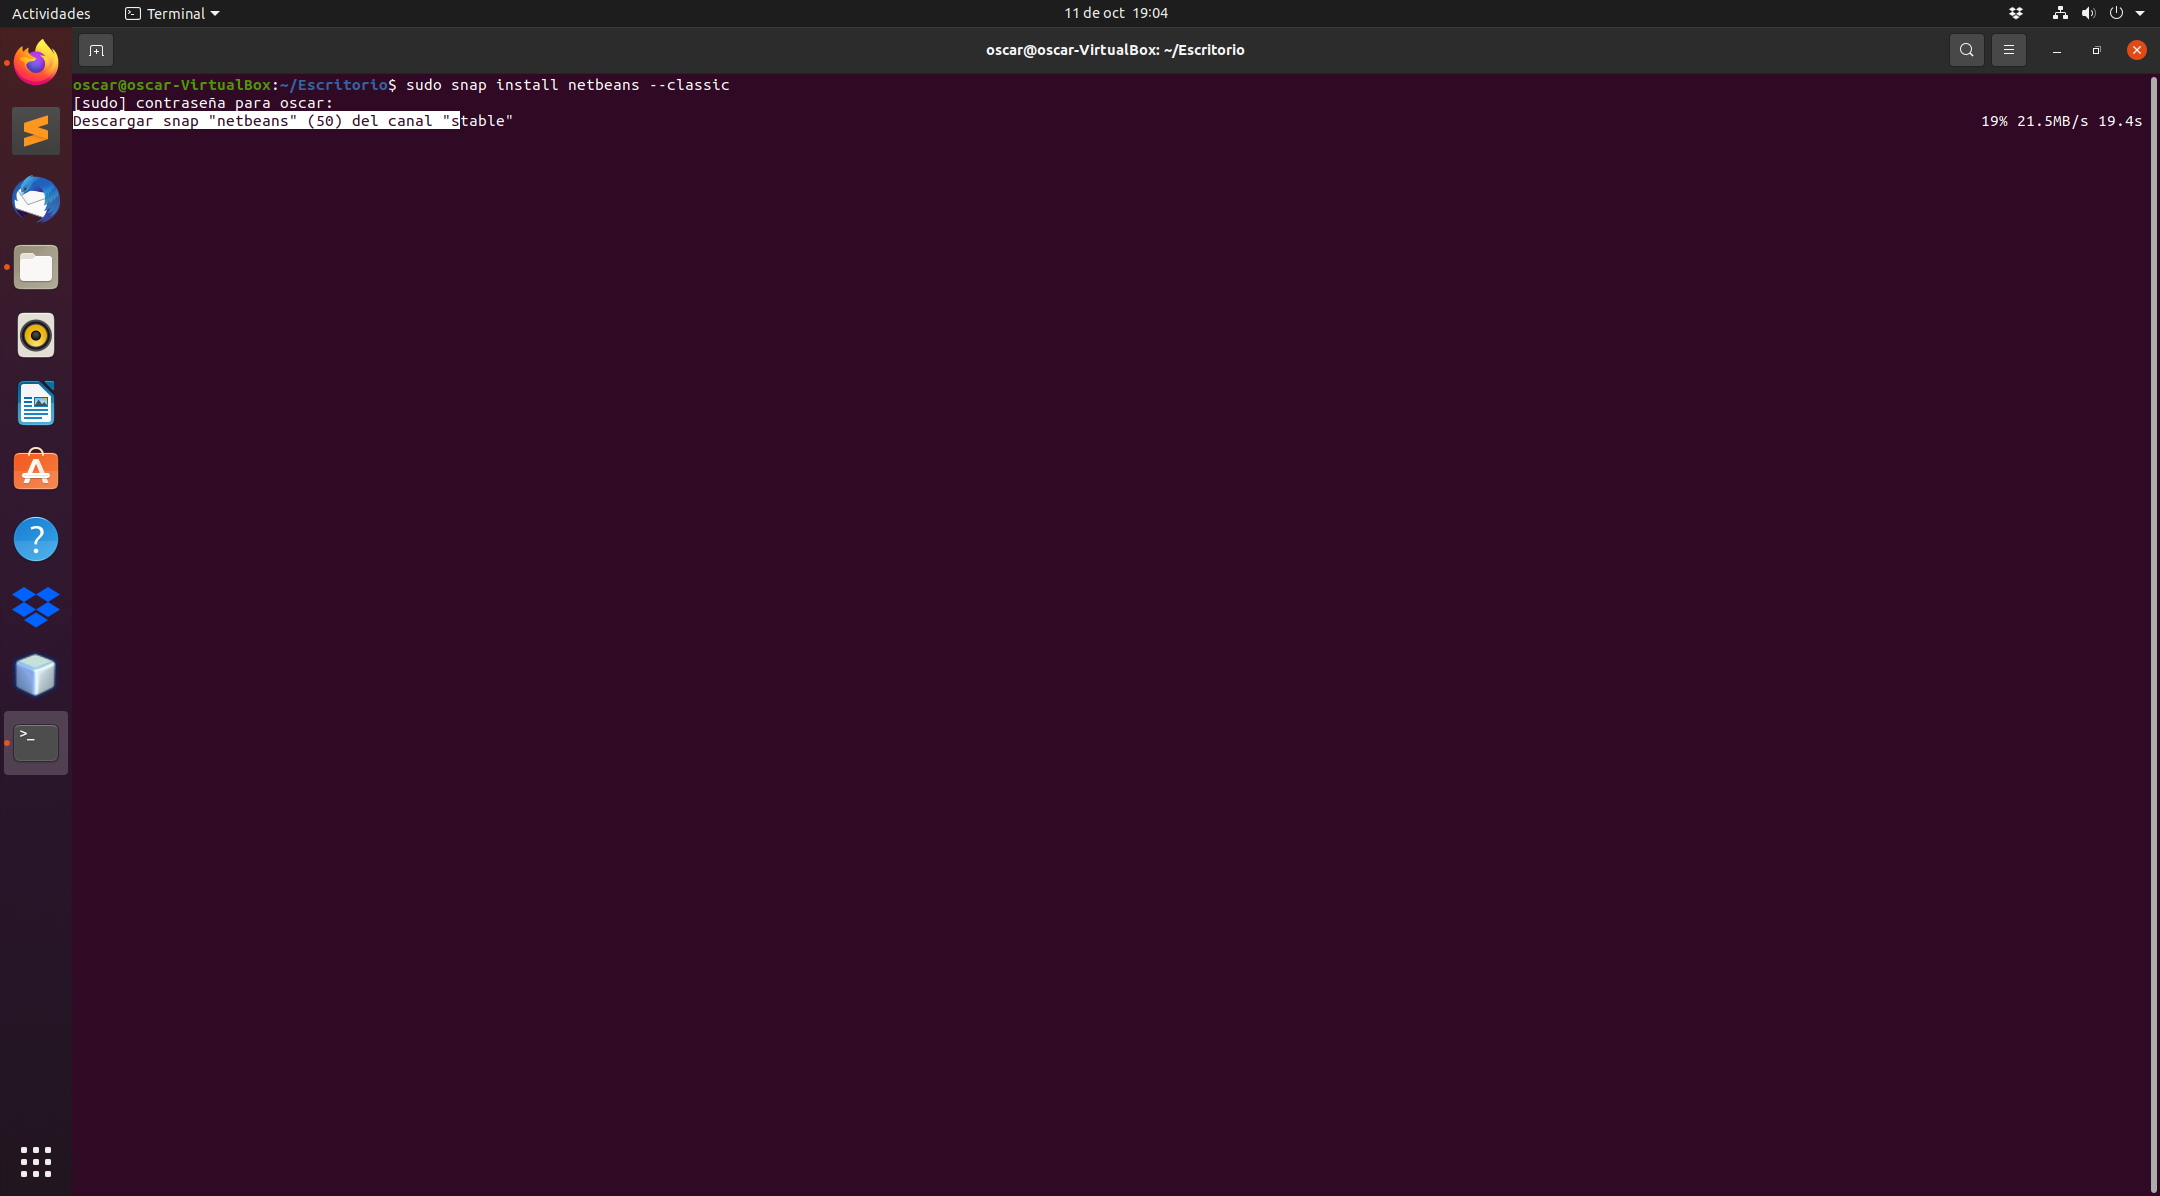 Actividades Terminal 11 de oct 19:04
oscar@oscar-VirtualBox: ~/Escritorio
oscar@oscar-VirtualBox:~/Escritorio$ sudo snap install netbeans --classic
[sudo] contraseña para oscar:
Descargar snap "netbeans" (50) del canal "stable" 19% 21.5MB/s 19.4s